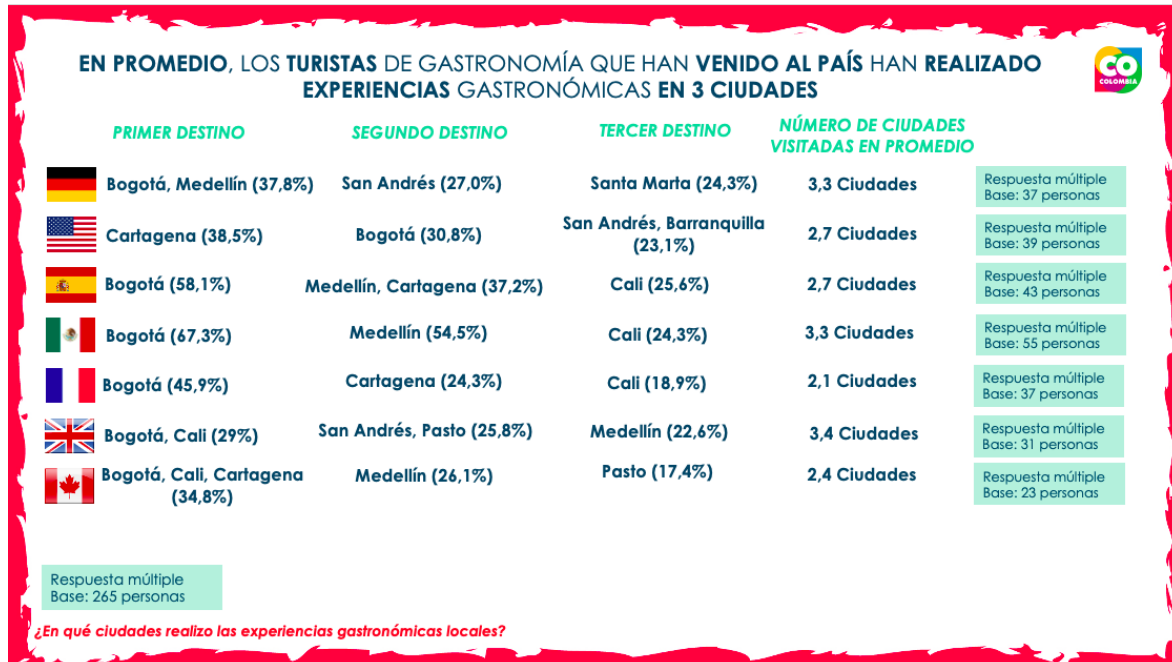 EN PROMEDIO, LOS TURISTAS DE GASTRONOMÍA QUE HAN VENIDO AL PAÍS HAN REALIZADO
EXPERIENCIAS GASTRONÓMICAS EN 3 CIUDADES
CO
COLOMBIA
PRIMER DESTINO
SEGUNDO DESTINO
TERCER DESTINO
NÚMERO DE CIUDADES
VISITADAS EN PROMEDIO
Bogotá, Medellín (37,8%)
San Andrés (27,0%)
Santa Marta (24,3%)
3,3 Ciudades
Respuesta múltiple
Base: 37 personas
Cartagena (38,5%)
Bogotá (30,8%)
San Andrés, Barranquilla
(23,1%)
2,7 Ciudades
Respuesta múltiple
Base: 39 personas
Bogotá (58,1%)
Medellín, Cartagena (37,2%)
Cali (25,6%)
2,7 Ciudades
Respuesta múltiple
Base: 43 personas
Bogotá (67,3%)
Medellín (54,5%)
Cali (24,3%)
3,3 Ciudades
Respuesta múltiple
Base: 55 personas
Bogotá (45,9%)
Cartagena (24,3%)
Cali (18,9%)
2,1 Ciudades
Respuesta múltiple
Base: 37 personas
Bogotá, Cali (29%)
San Andrés, Pasto (25,8%)
Medellín (22,6%)
3,4 Ciudades
Respuesta múltiple
Base: 31 personas
Bogotá, Cali, Cartagena
(34,8%)
Medellín (26,1%)
Pasto (17,4%)
2,4 Ciudades
Respuesta múltiple
Base: 23 personas
Respuesta múltiple
Base: 265 personas
¿En qué ciudades realizo las experiencias gastronómicas locales?